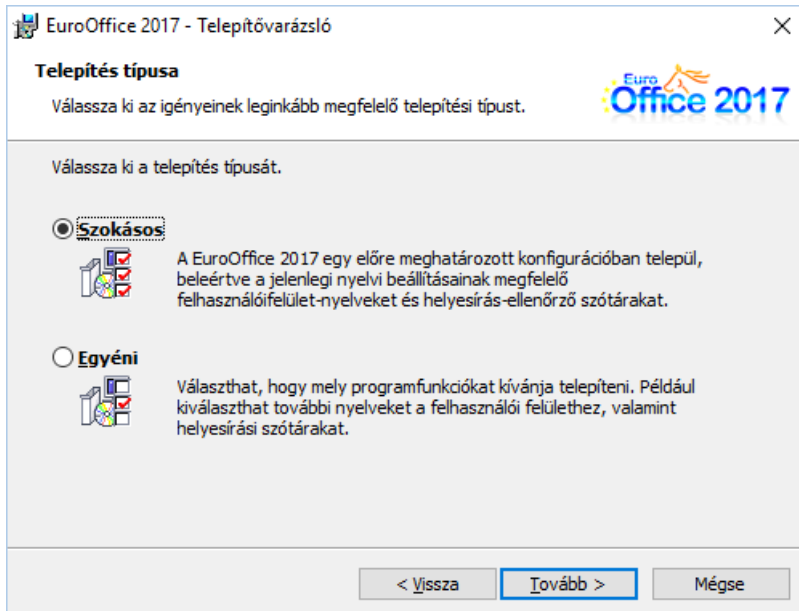 EuroOffice 2017 - Telepítővarázsló
Telepítés típusa
Válassza ki az igényeinek leginkább megfelelő telepítési típust.
Euro
Office 2017
Válassza ki a telepítés típusát.
Szokásos
A EuroOffice 2017 egy előre meghatározott konfigurációban települ,
beleértve a jelenlegi nyelvi beállításainak megfelelő
felhasználóifelület-nyelveket és helyesírás-ellenőrző szótárakat.
Egyéni
Választhat, hogy mely programfunkciókat kívánja telepíteni. Például
kiválaszthat további nyelveket a felhasználói felülethez, valamint
helyesírási szótárakat.
< Vissza
Tovább >
Mégse